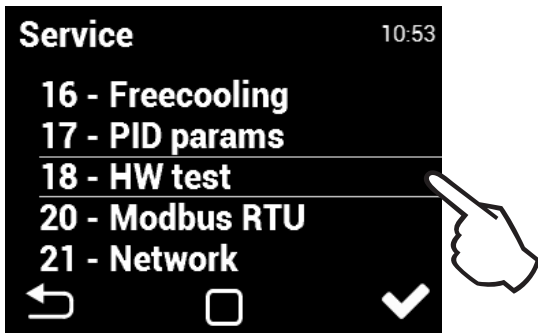 Service 10:53
16 - Freecooling
17 - PID params
18 - HW test
20 - Modbus RTU
21 - Network